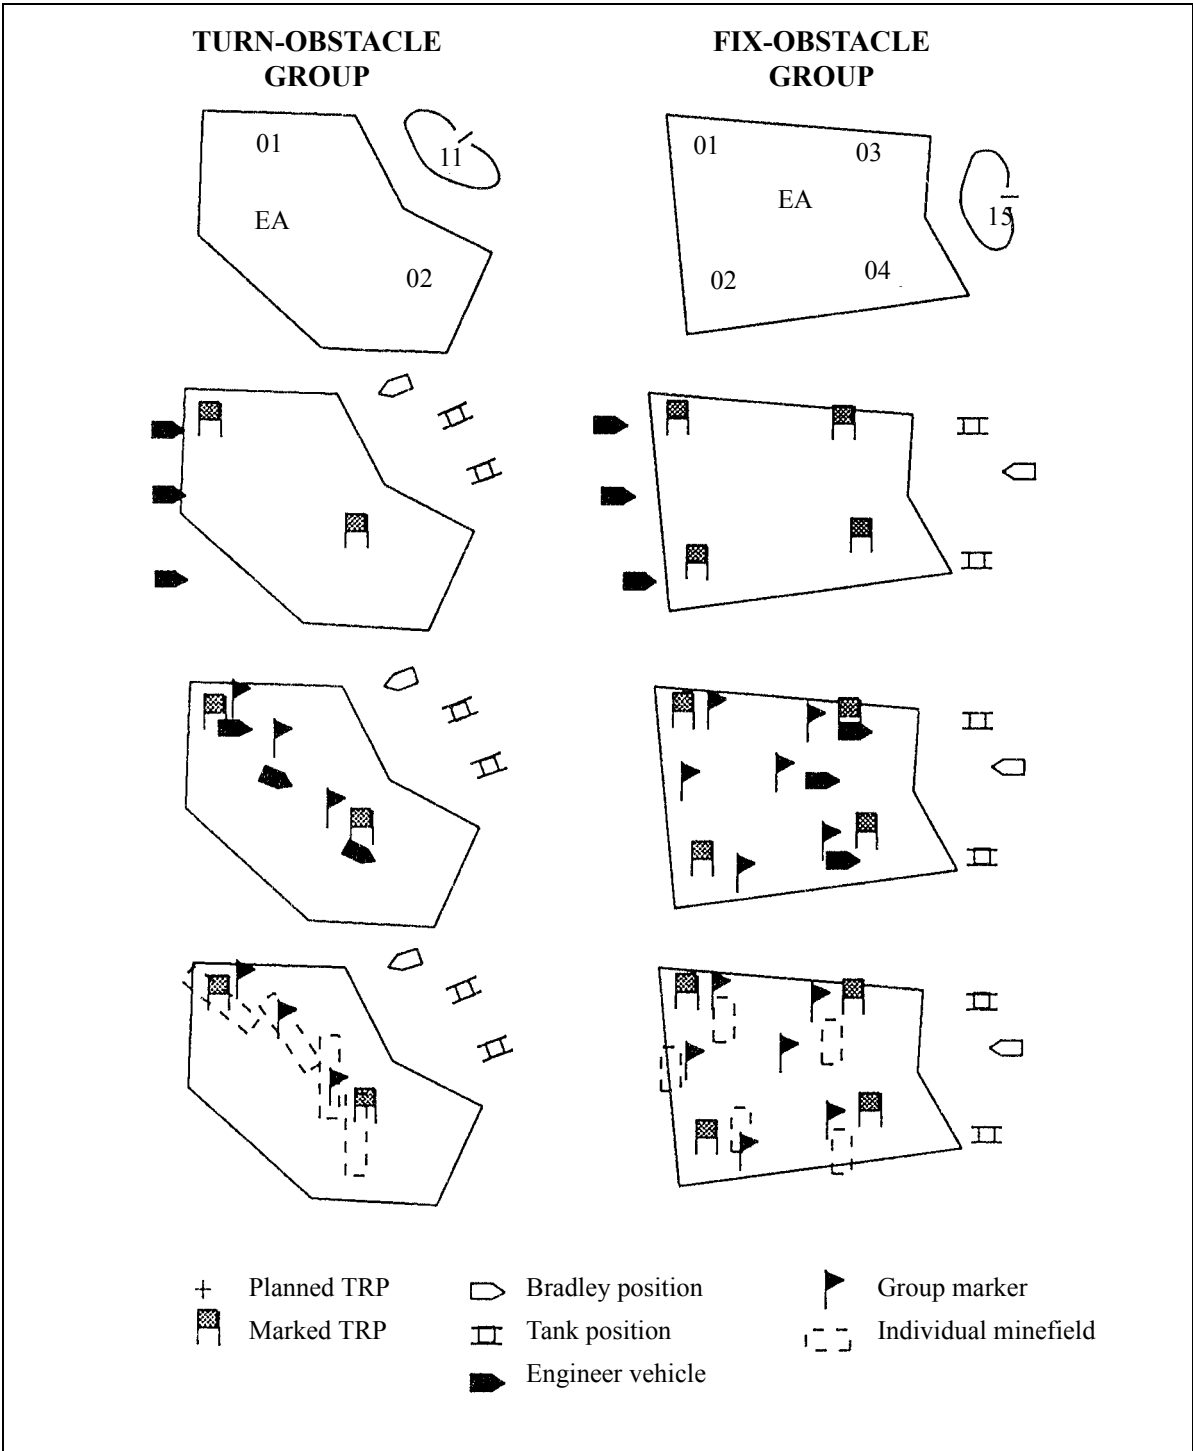 TURN-OBSTACLE
GROUP
FIX-OBSTACLE
GROUP
01
11
EA
02
01
03
EA
15
02
04
Planned TRP
Bradley position
Group marker
Marked TRP
Tank position
Individual minefield
Engineer vehicle